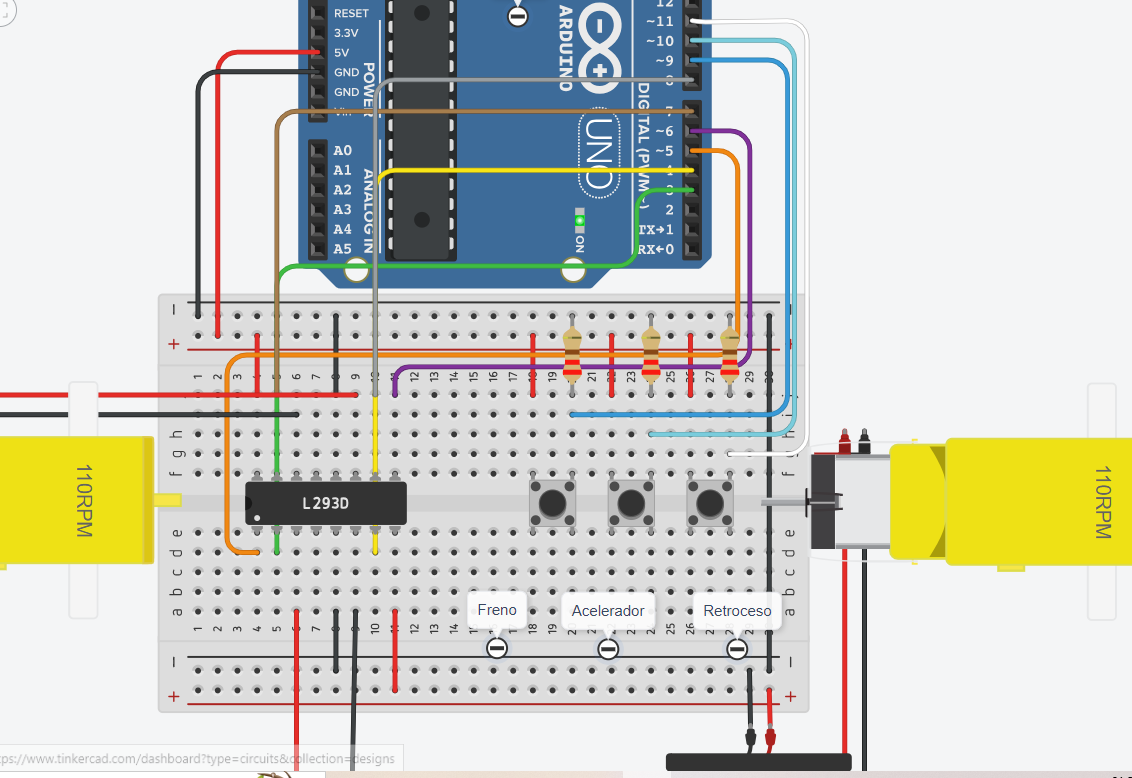 12
RESET
~11
3.3V
~10
5V
~9
GND
8
GND
Vin
7
~6
~5
A0
A1
4
A2
3
A3
2
A4
TX→1
A5
RX←0
POWER
ANALOG IN
ARDUINO
UNO
DIGITAL (PWM~)
ON
110RPM
L293D
110RPM
Freno
Acelerador
Retroceso
tps://www.tinkercad.com/dashboard?type=circuits&collection=designs